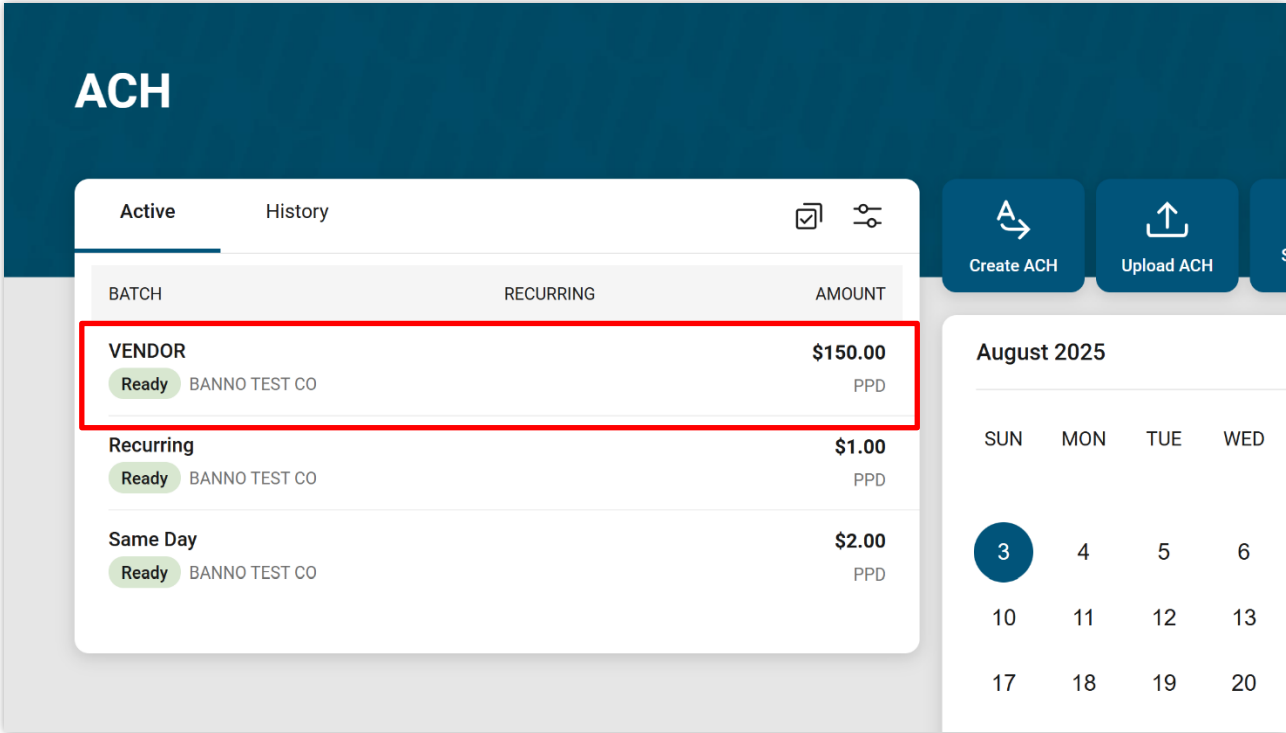 ACH
Active History
BATCH RECURRING AMOUNT
VENDOR $150.00
Ready BANNO TEST CO PPD
Recurring $1.00
Ready BANNO TEST CO PPD
Same Day $2.00
Ready BANNO TEST CO PPD
Create ACH Upload ACH
August 2025
SUN MON TUE WED
3 4 5 6
10 11 12 13
17 18 19 20